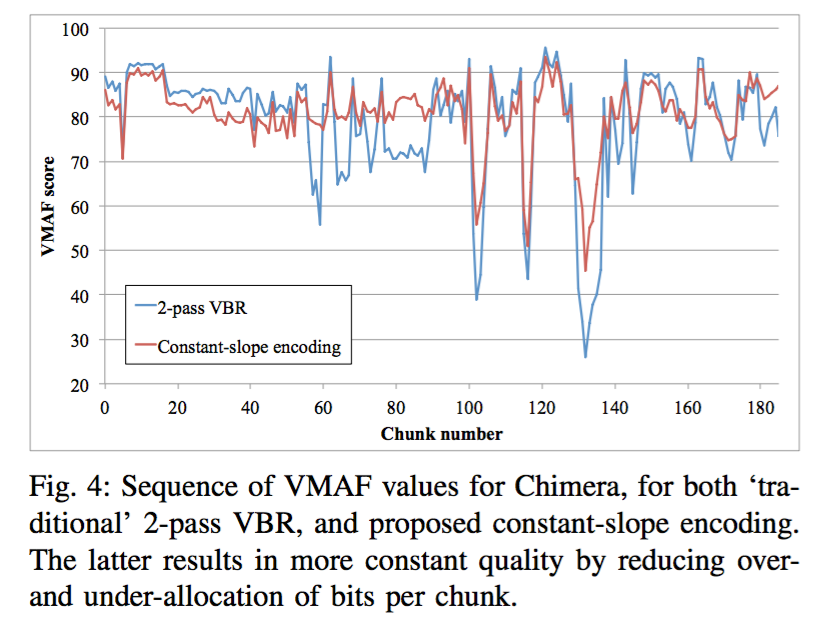 100
90
80
70
60
50
40
30
20
VMAF score
2-pass VBR
Constant-slope encoding
0 20 40 60 80 100 120 140 160 180
Chunk number
Fig. 4: Sequence of VMAF values for Chimera, for both ‘tra-
ditional’ 2-pass VBR, and proposed constant-slope encoding.
The latter results in more constant quality by reducing over-
and under-allocation of bits per chunk.